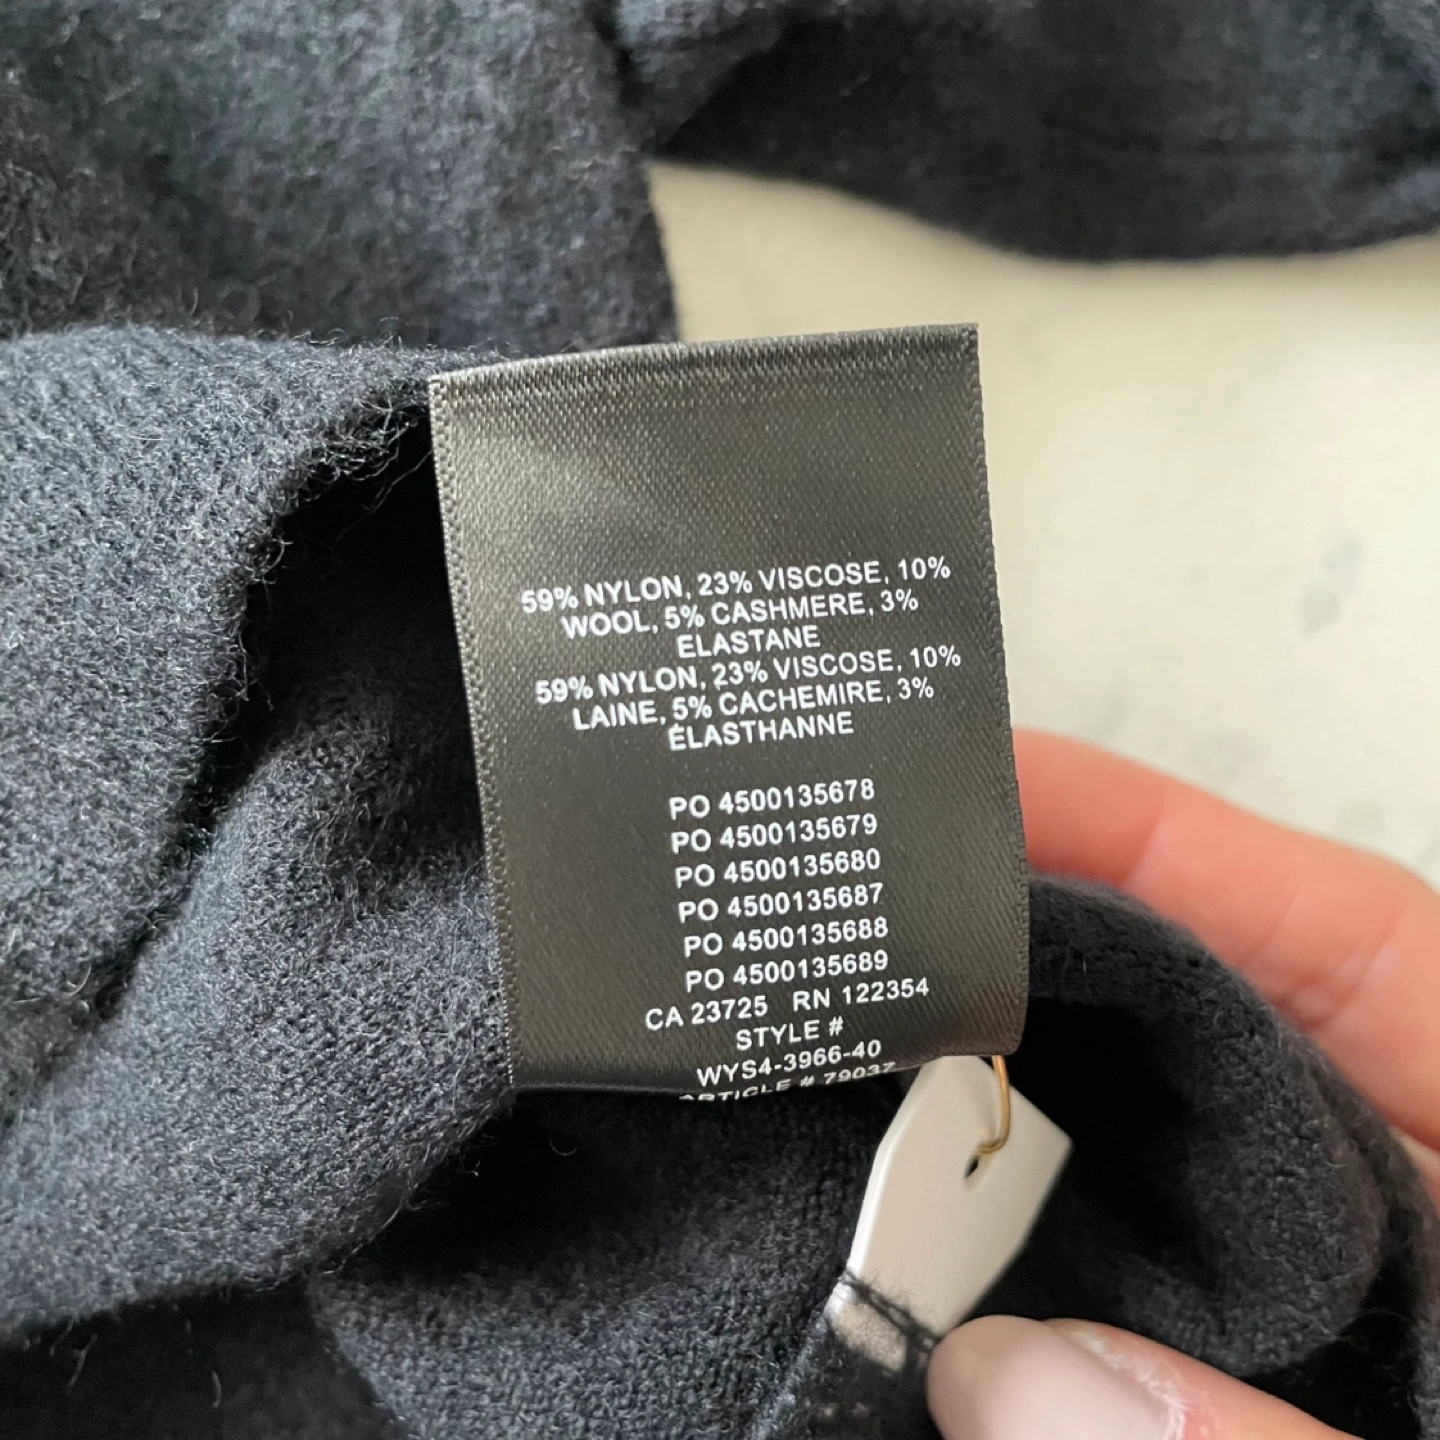 59% NYLON, 23% VISCOSE, 10%
WOOL, 5% CASHMERE, 3%
ELASTANE
59% NYLON, 23% VISCOSE, 10%
LAINE, 5% CACHEMIRE, 3%
ÉLASTHANNE
PO 4500135678
PO 4500135679
PO 4500135680
PO 4500135687
PO 4500135688
PO 4500135689
CA 23725 RN 122354
STYLE #
WYS4-3966-40
ARTICLE # 79037